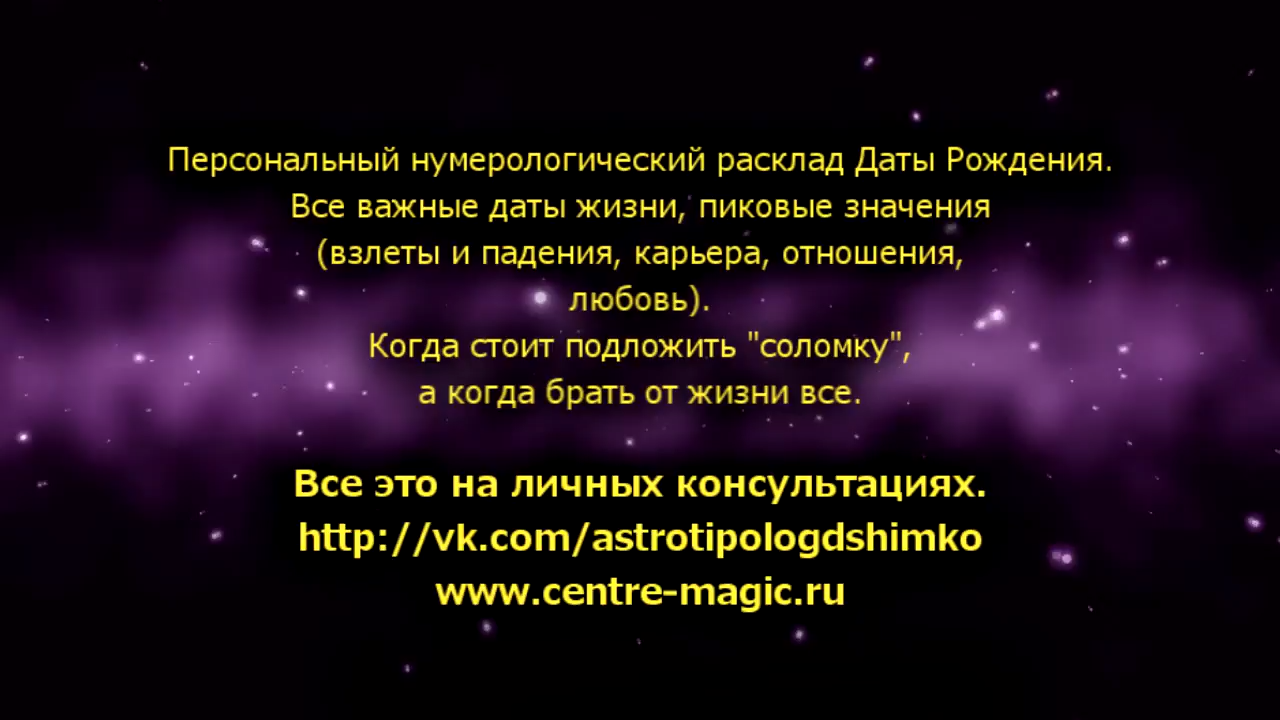 Персональный нумерологический расклад Даты Рождения.
Все важные даты жизни, пиковые значения
(взлеты и падения, карьера, отношения,
любовь).
Когда стоит подложить "соломку",
а когда брать от жизни все.
Все это на личных консультациях.
http://vk.com/astrotipologdshimko
www.centre-magic.ru